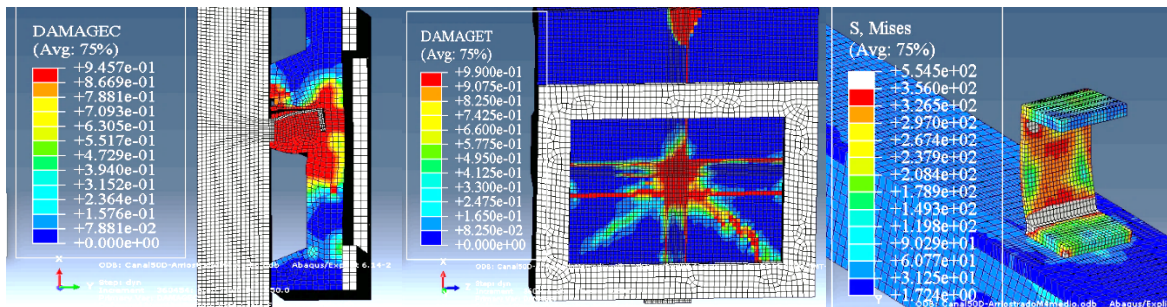 DAMAGEC
(Avg: 75%)
+9.457e-01
+8.669e-01
+7.881e-01
+7.093e-01
+6.305e-01
+5.517e-01
+4.729e-01
+3.940e-01
+3.152e-01
+2.364e-01
+1.576e-01
+7.881e-02
+0.000e+00
X
Y
DAMAGET
(Avg: 75%)
+9.900e-01
+9.075e-01
+8.250e-01
+7.425e-01
+6.600e-01
+5.775e-01
+4.950e-01
+4.125e-01
+3.300e-01
+2.475e-01
+1.650e-01
+8.250e-02
+0.000e+00
X
S, Mises
(Avg: 75%)
+5.545e+02
+3.560e+02
+3.265e+02
+2.970e+02
+2.674e+02
+2.379e+02
+2.084e+02
+1.789e+02
+1.493e+02
+1.198e+02
+9.029e+01
+6.077e+01
+3.125e+01
+1.724e+00
Y